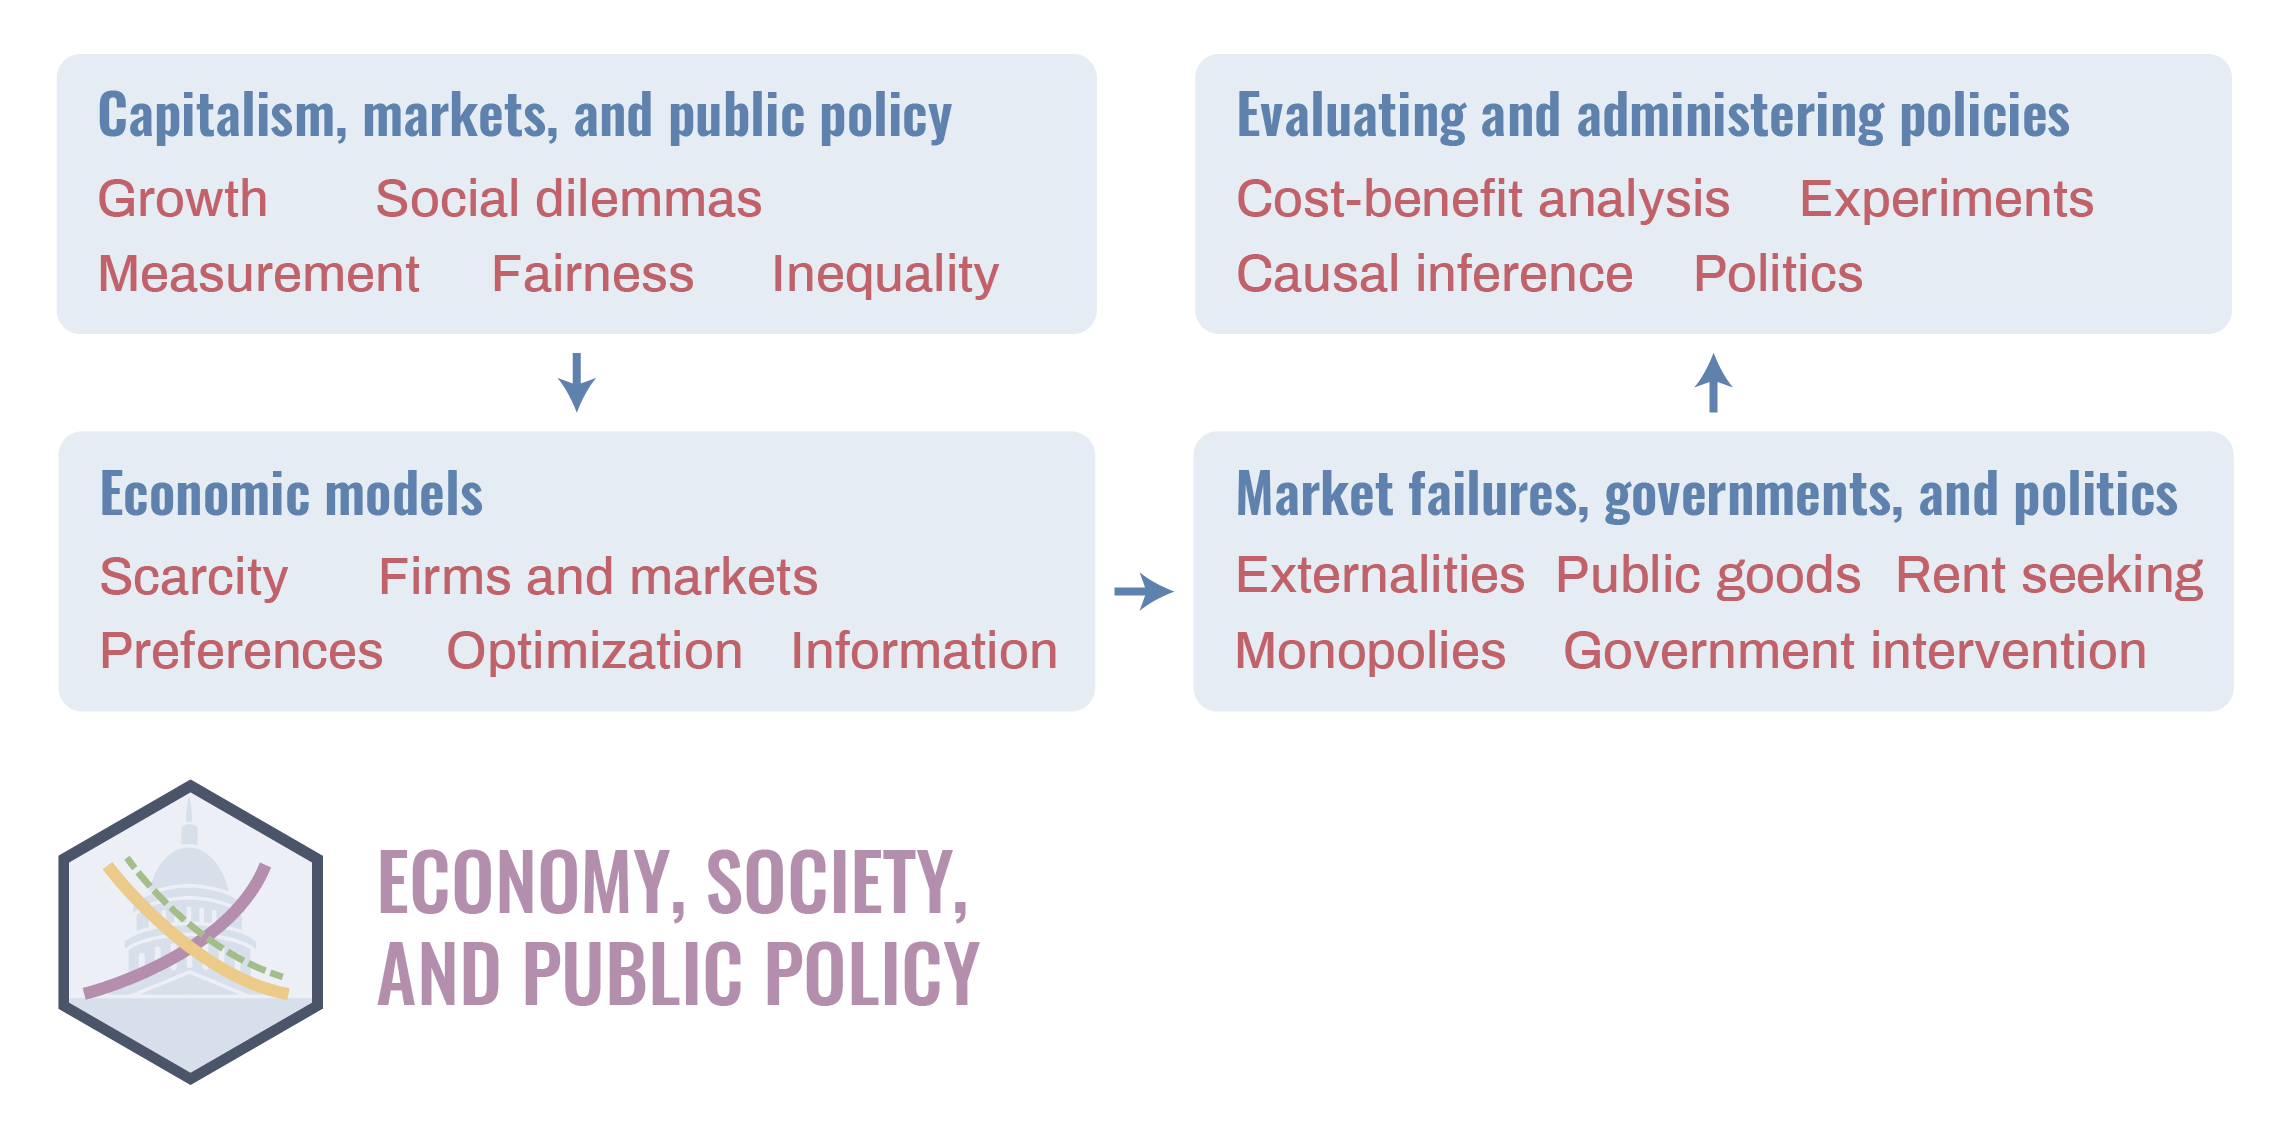 Capitalism, markets, and public policy
Growth Social dilemmas
Measurement Fairness Inequality
Economic models
Scarcity Firms and markets
Preferences Optimization Information
Market failures, governments, and politics
Externalities Public goods Rent seeking
Monopolies Government intervention
Evaluating and administering policies
Cost-benefit analysis Experiments
Causal inference Politics
ECONOMY, SOCIETY,
AND PUBLIC POLICY